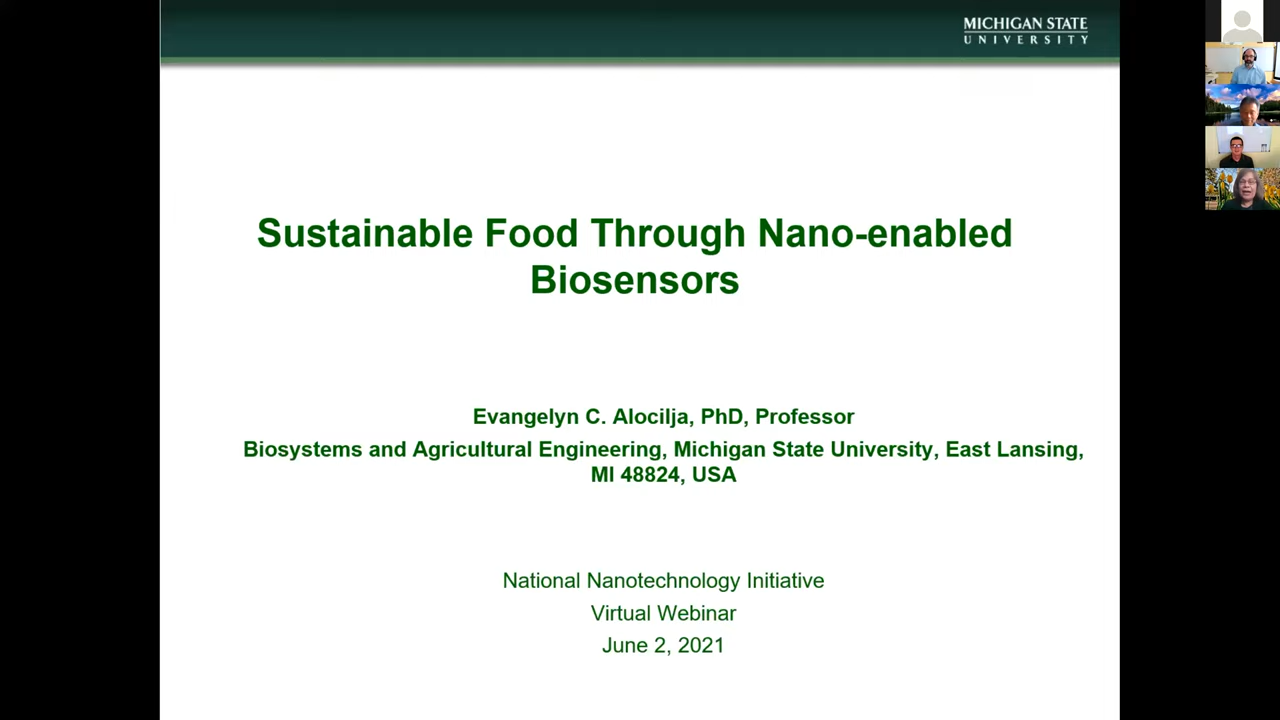 MICHIGAN STATE
UNIVERSITY
Sustainable Food Through Nano-enabled
Biosensors
Evangelyn C. Alocilja, PhD, Professor
Biosystems and Agricultural Engineering, Michigan State University, East Lansing,
MI 48824, USA
National Nanotechnology Initiative
Virtual Webinar
June 2, 2021